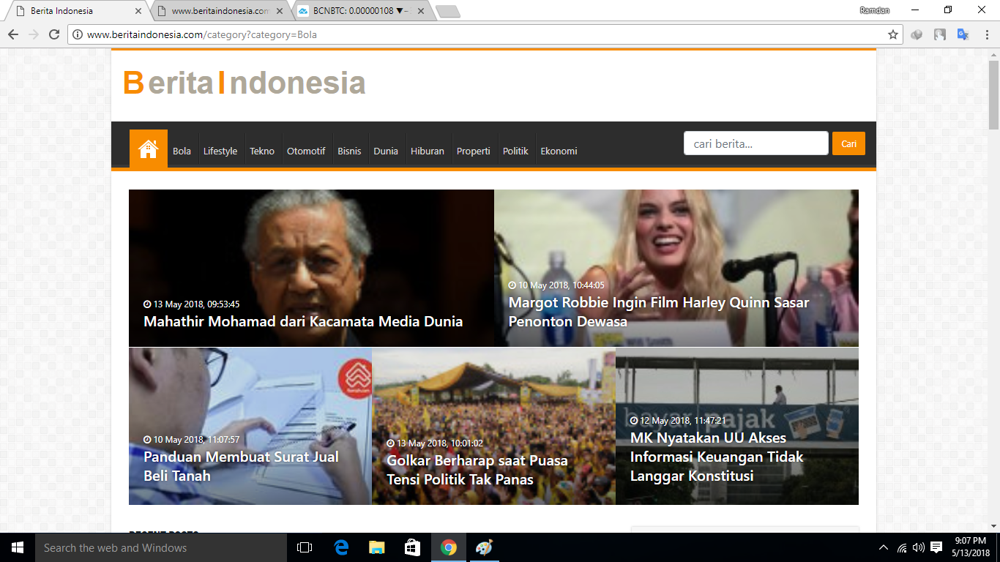 Berita Indonesia
www.beritaindonesia.com
BCNBTC: 0.00000108 ▼−
Ramdan
www.beritaindonesia.com/category?category=Bola
BeritaIndonesia
Bola Lifestyle Tekno Otomotif Bisnis Dunia Hiburan Properti Politik Ekonomi
cari berita...
Cari
13 May 2018, 09:53:45
Mahathir Mohamad dari Kacamata Media Dunia
10 May 2018, 10:44:05
Margot Robbie Ingin Film Harley Quinn Sasar
Penonton Dewasa
10 May 2018, 11:07:57
Panduan Membuat Surat Jual
Beli Tanah
13 May 2018, 10:01:02
Golkar Berharap saat Puasa
Tensi Politik Tak Panas
bayar pajak
12 May 2018, 11:47:21
MK Nyatakan UU Akses
Informasi Keuangan Tidak
Langgar Konstitusi
RECENT POSTS
Search the web and Windows
9:07 PM
5/13/2018